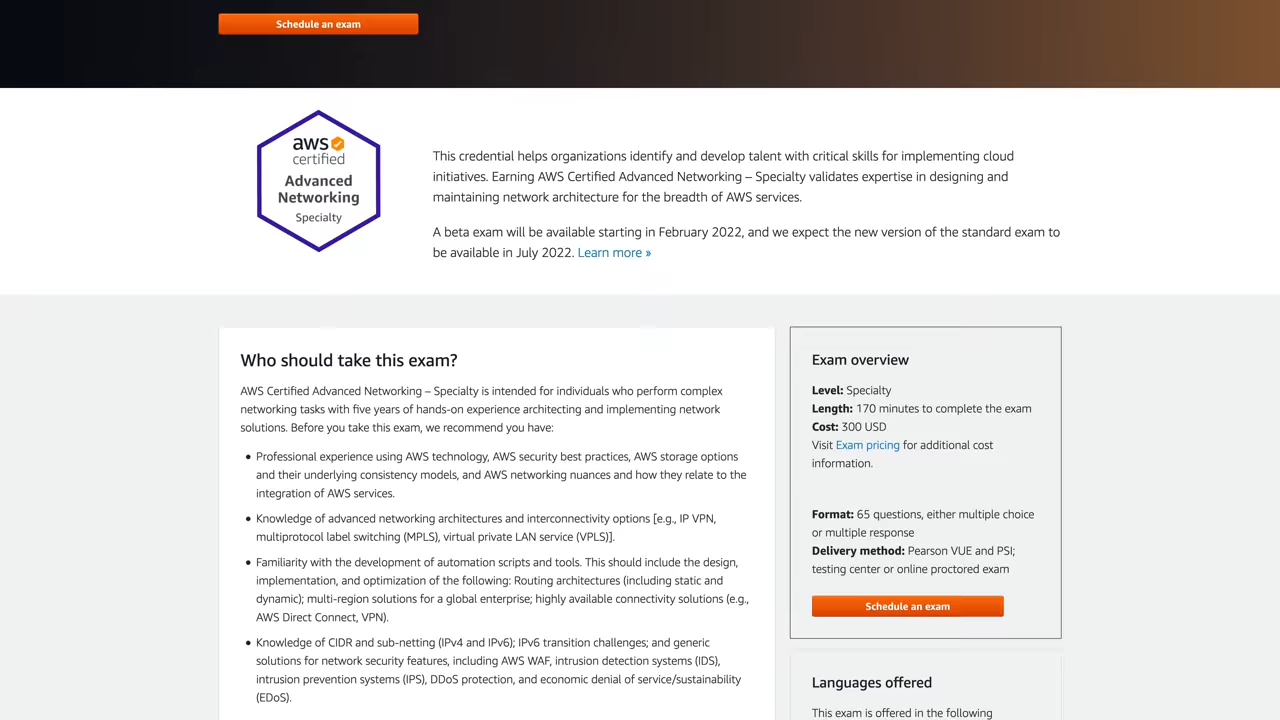 Schedule an exam
aws
certified
Advanced
Networking
Specialty
This credential helps organizations identify and develop talent with critical skills for implementing cloud
initiatives. Earning AWS Certified Advanced Networking – Specialty validates expertise in designing and
maintaining network architecture for the breadth of AWS services.
A beta exam will be available starting in February 2022, and we expect the new version of the standard exam to
be available in July 2022. Learn more »
Who should take this exam?
AWS Certified Advanced Networking – Specialty is intended for individuals who perform complex
networking tasks with five years of hands-on experience architecting and implementing network
solutions. Before you take this exam, we recommend you have:
• Professional experience using AWS technology, AWS security best practices, AWS storage options
and their underlying consistency models, and AWS networking nuances and how they relate to the
integration of AWS services.
• Knowledge of advanced networking architectures and interconnectivity options [e.g., IP VPN,
multiprotocol label switching (MPLS), virtual private LAN service (VPLS)].
• Familiarity with the development of automation scripts and tools. This should include the design,
implementation, and optimization of the following: Routing architectures (including static and
dynamic); multi-region solutions for a global enterprise; highly available connectivity solutions (e.g.,
AWS Direct Connect, VPN).
• Knowledge of CIDR and sub-netting (IPv4 and IPv6); IPv6 transition challenges; and generic
solutions for network security features, including AWS WAF, intrusion detection systems (IDS),
intrusion prevention systems (IPS), DDoS protection, and economic denial of service/sustainability
(EDoS).
Exam overview
Level: Specialty
Length: 170 minutes to complete the exam
Cost: 300 USD
Visit Exam pricing for additional cost
information.
Format: 65 questions, either multiple choice
or multiple response
Delivery method: Pearson VUE and PSI;
testing center or online proctored exam
Schedule an exam
Languages offered
This exam is offered in the following